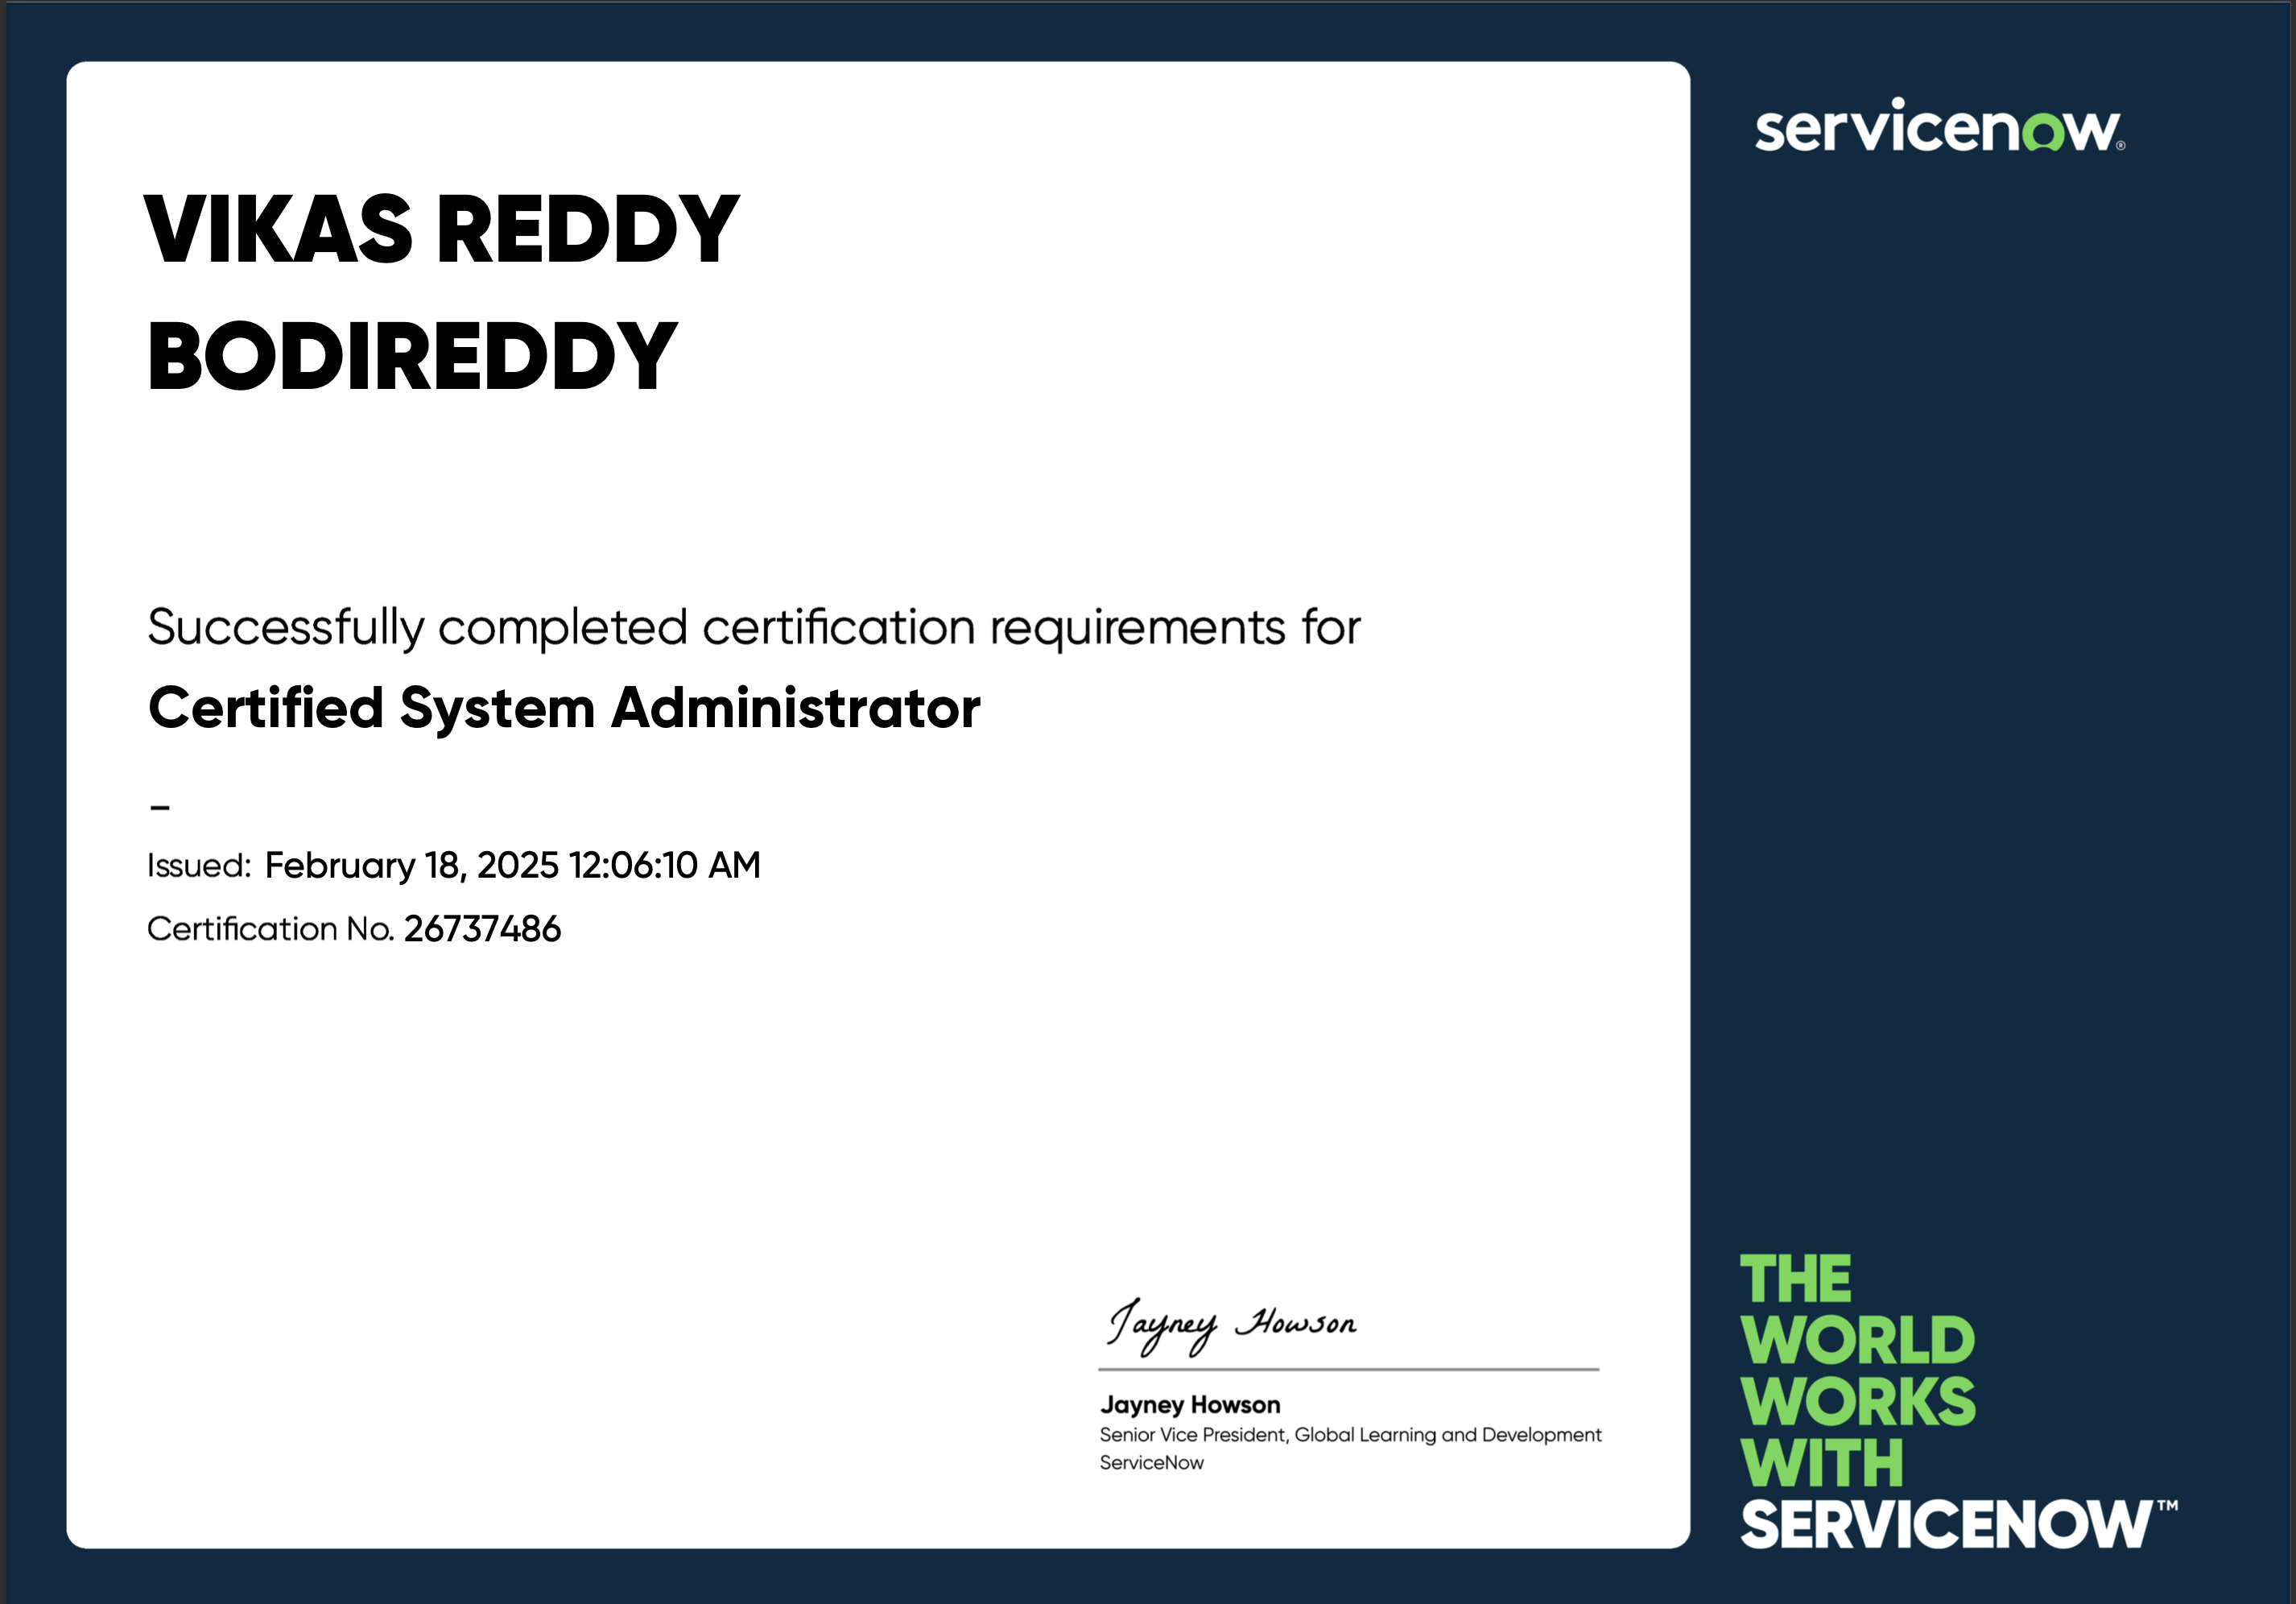 servicenow®
VIKAS REDDY
BODIREDDY
Successfully completed certification requirements for
Certified System Administrator
–
Issued: February 18, 2025 12:06:10 AM
Certification No. 26737486
Jayney Howson
Jayney Howson
Senior Vice President, Global Learning and Development
ServiceNow
THE
WORLD
WORKS
WITH
SERVICENOW™